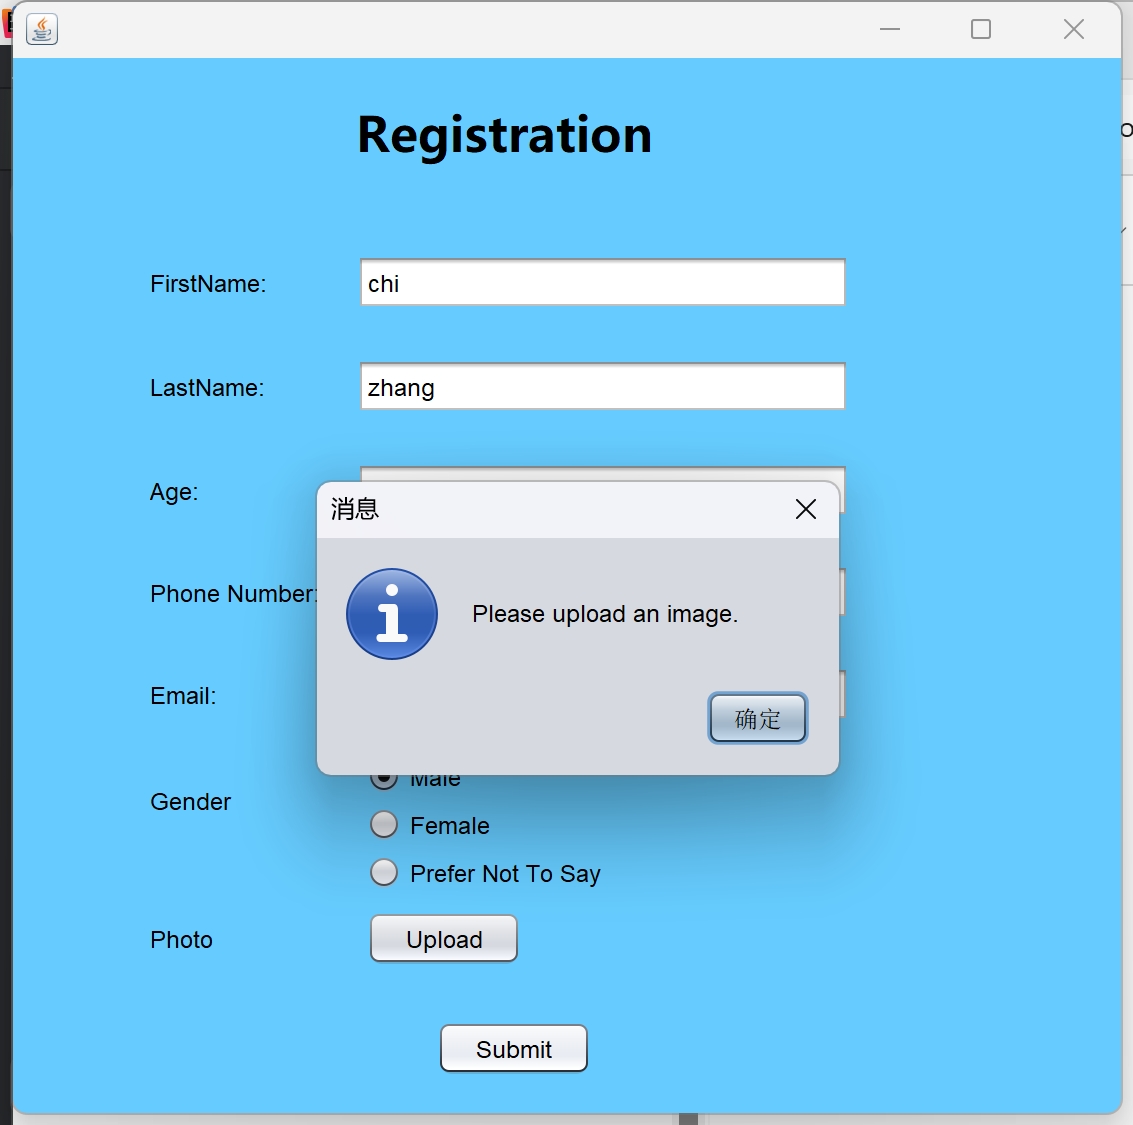 Registration
FirstName: chi
LastName: zhang
Age:
消息
Phone Number:
Please upload an image.
Email:
确定
Male
Gender
Female
Prefer Not To Say
Photo Upload
Submit